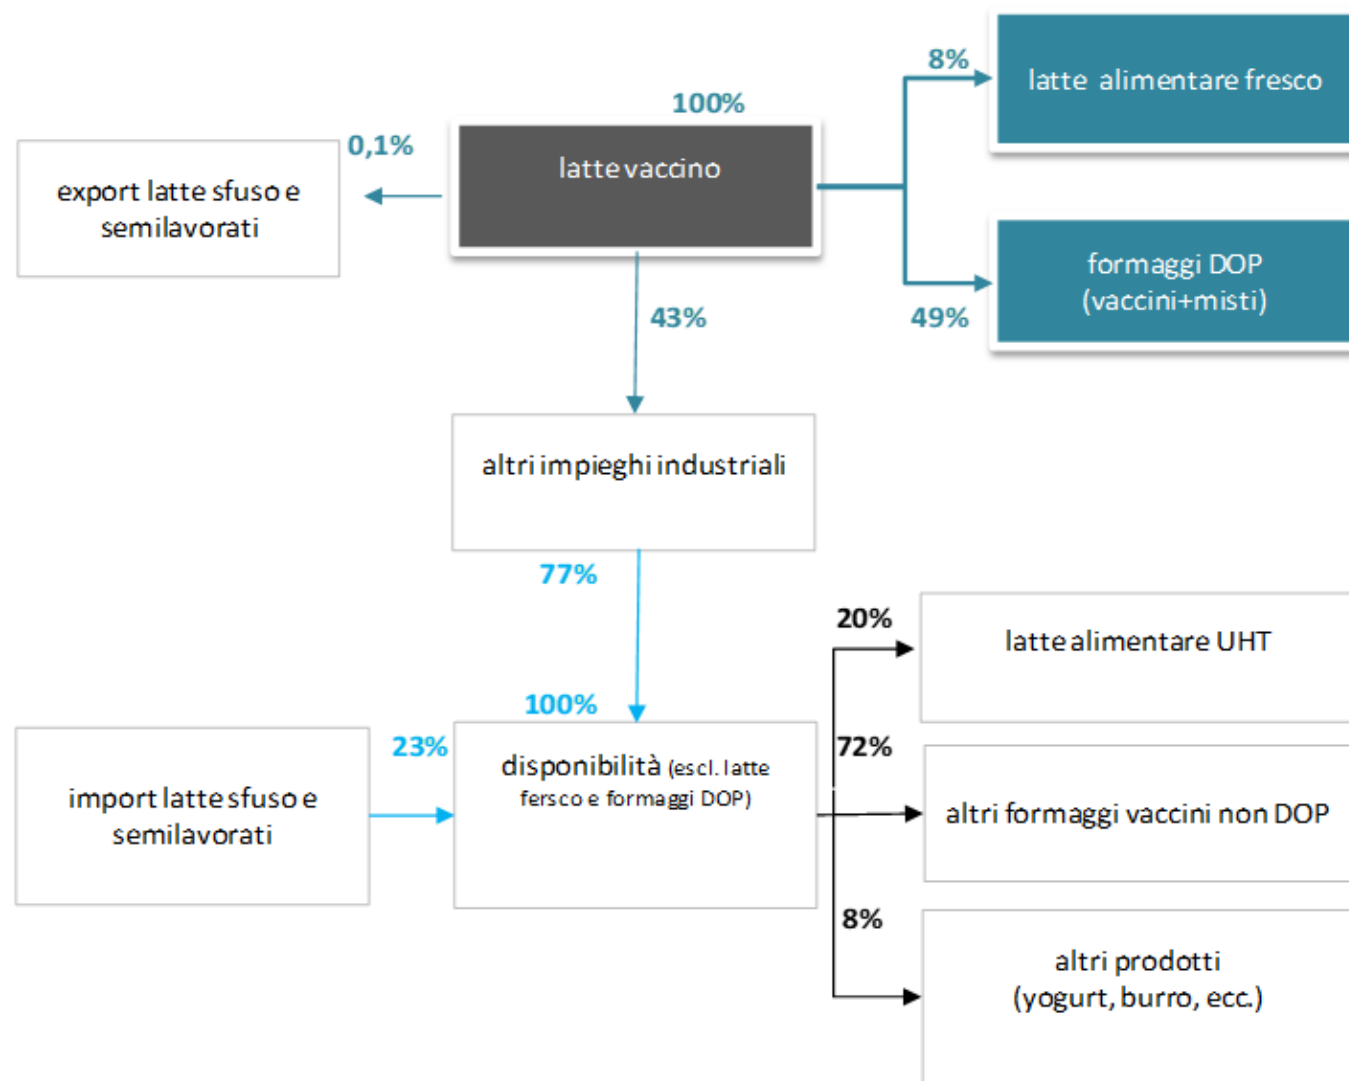 8%
latte alimentare fresco
100%
latte vaccino
0,1%
export latte sfuso e
semilavorati
formaggi DOP
(vaccini+misti)
43%
49%
altri impieghi industriali
77%
20%
latte alimentare UHT
100%
23%
disponibilità (escl. latte
fersco e formaggi DOP)
72%
import latte sfuso e
semilavorati
altri formaggi vaccini non DOP
8%
altri prodotti
(yogurt, burro, ecc.)